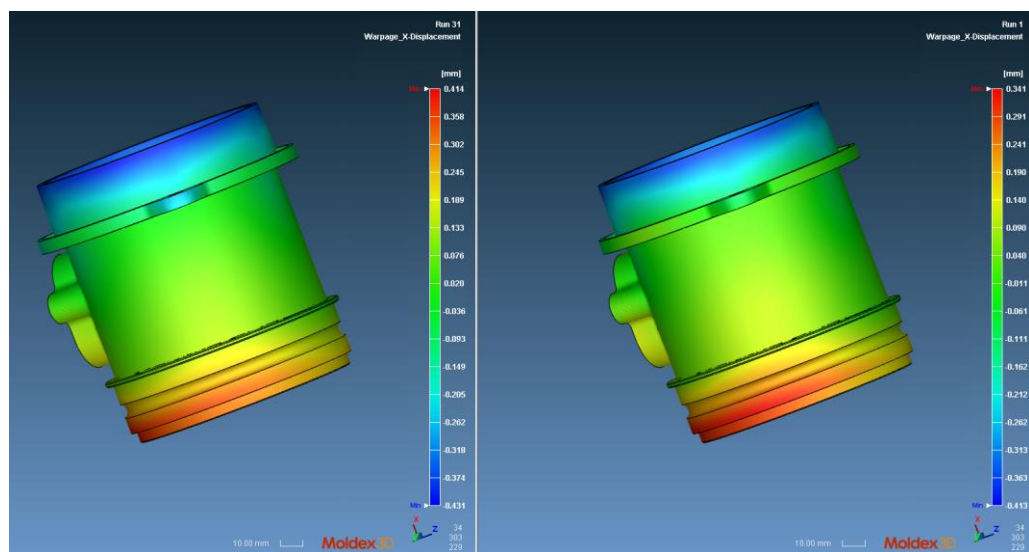 Run 31
Warpage_X-Displacement
[mm]
Max
0.414
0.358
0.302
0.245
0.189
0.133
0.076
0.020
-0.036
-0.093
-0.149
-0.205
-0.262
-0.318
-0.374
Min
-0.431
X
Z
34
303
229
10.00 mm
Moldex3D
Run 1
Warpage_X-Displacement
[mm]
Max
0.341
0.291
0.241
0.190
0.140
0.090
0.040
-0.011
-0.061
-0.111
-0.162
-0.212
-0.262
-0.313
-0.363
Min
-0.413
X
Z
34
303
229
10.00 mm
Moldex3D